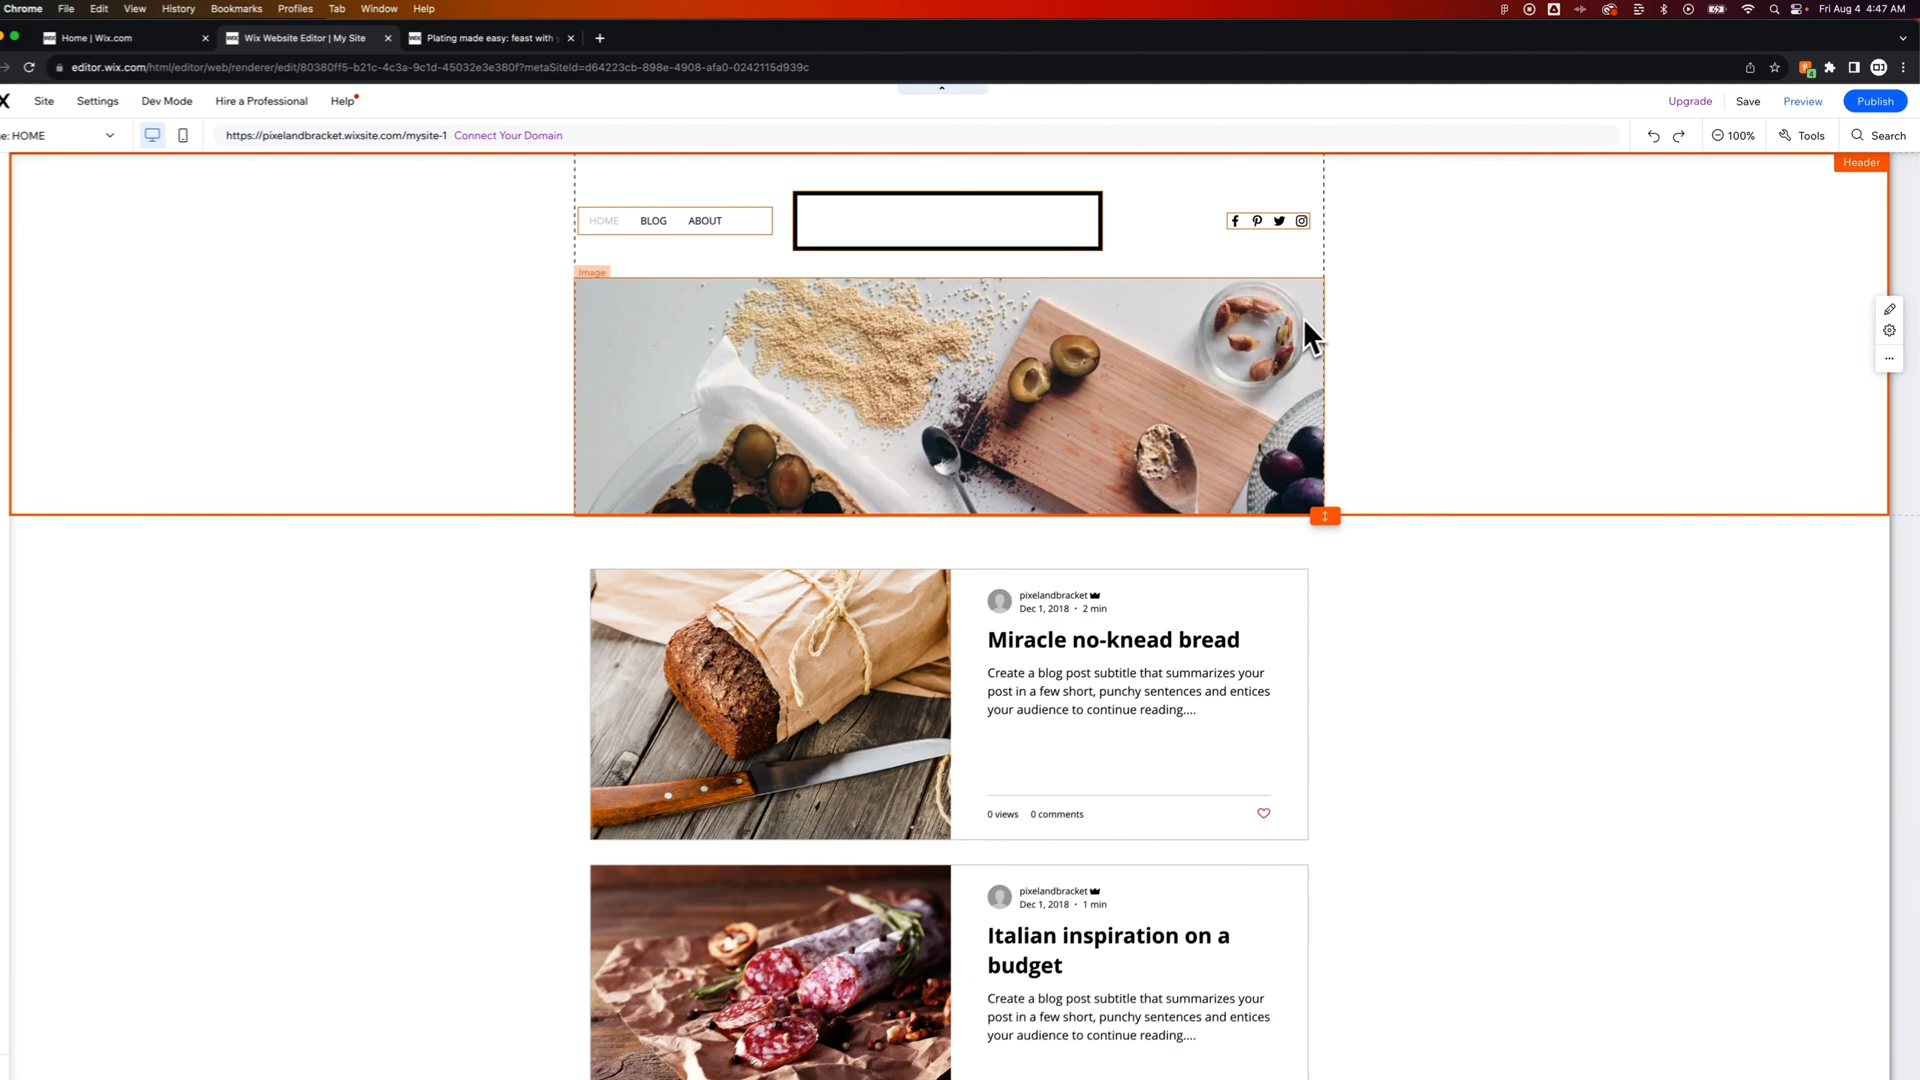 Chrome File Edit View History Bookmarks Profiles Tab Window Help Fri Aug 4 4:47 AM
Home | Wix.com Wix Website Editor | My Site Plating made easy: feast with
editor.wix.com/html/editor/web/renderer/edit/80380ff5-b21c-4c3a-9c1d-45032e3e380f?metaSiteId=d64223cb-898e-4908-afa0-0242115d939c
X Site Settings Dev Mode Hire a Professional Help Upgrade Save Preview Publish
e: HOME https://pixelandbracket.wixsite.com/mysite-1 Connect Your Domain 100% Tools Search
Header
HOME BLOG ABOUT
Image
pixelandbracket
Dec 1, 2018 · 2 min
Miracle no-knead bread
Create a blog post subtitle that summarizes your
post in a few short, punchy sentences and entices
your audience to continue reading....
0 views 0 comments
pixelandbracket
Dec 1, 2018 · 1 min
Italian inspiration on a
budget
Create a blog post subtitle that summarizes your
post in a few short, punchy sentences and entices
your audience to continue reading....